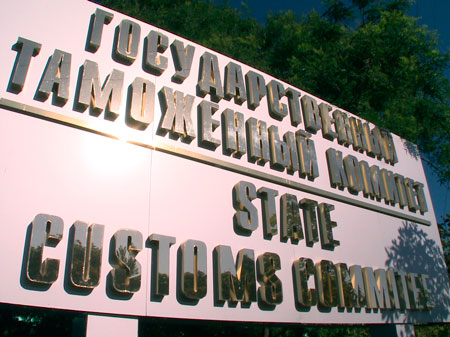 ГОСУДАРСТВЕННЫЙ
ТАМОЖЕННЫЙ КОМИТЕТ
STATE
CUSTOMS COMMITTEE